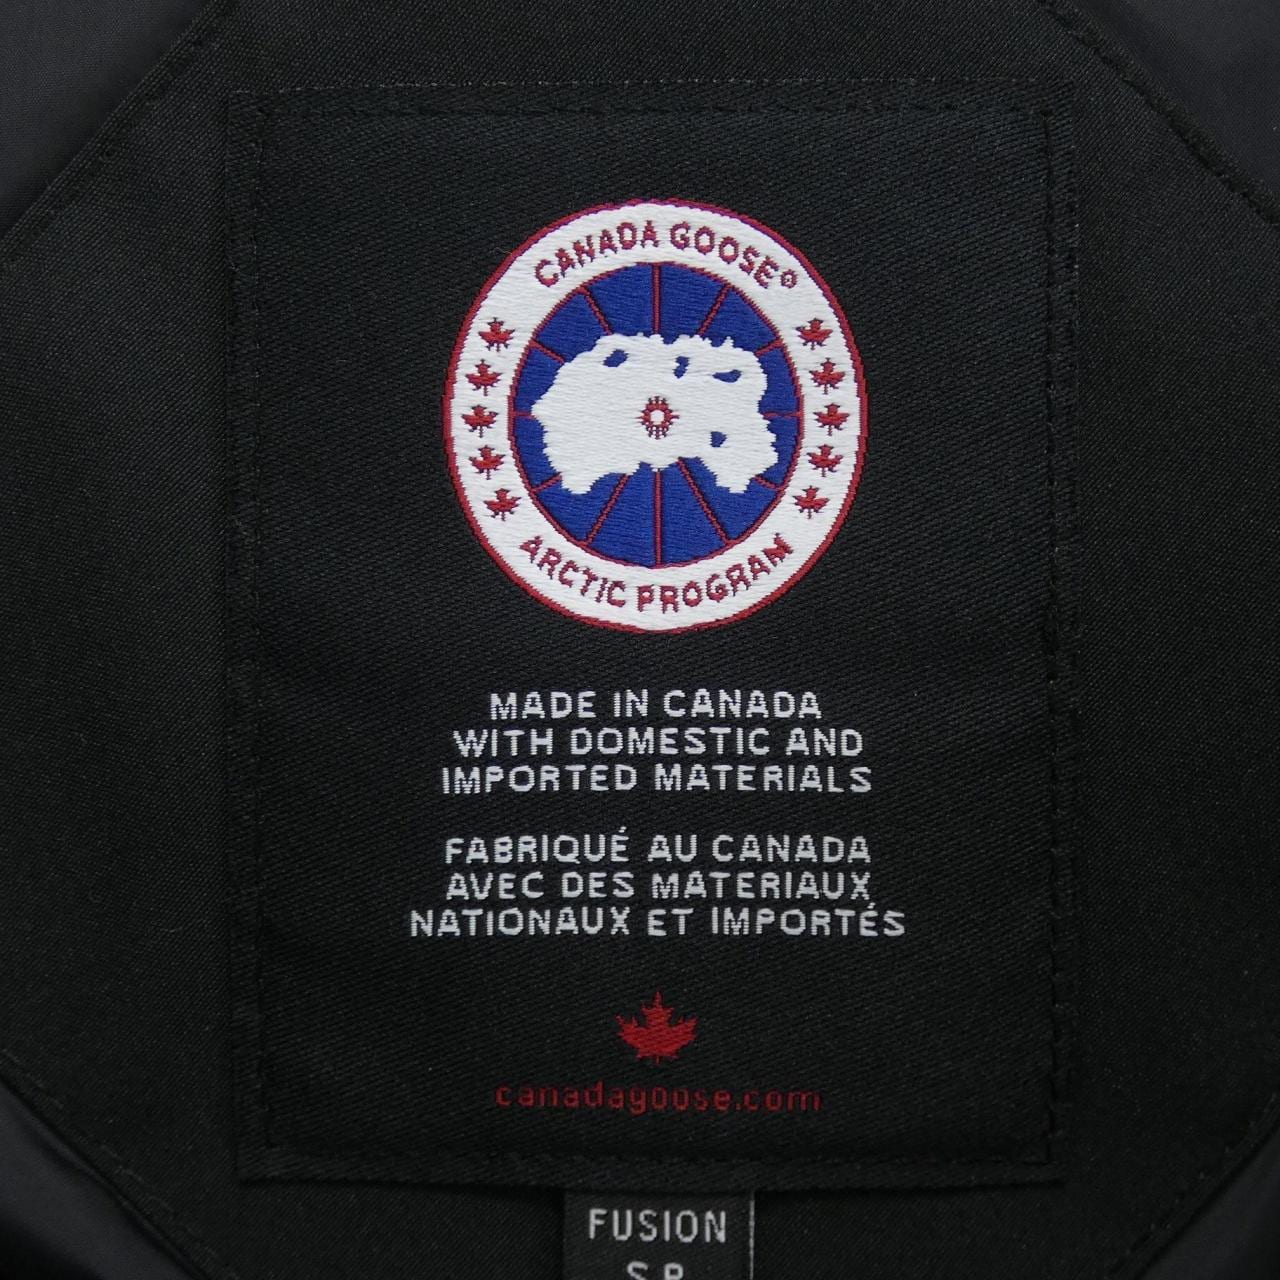 CANADA GOOSE®
ARCTIC PROGRAM
MADE IN CANADA
WITH DOMESTIC AND
IMPORTED MATERIALS
FABRIQUÉ AU CANADA
AVEC DES MATERIAUX
NATIONAUX ET IMPORTÉS
canadagoose.com
FUSION